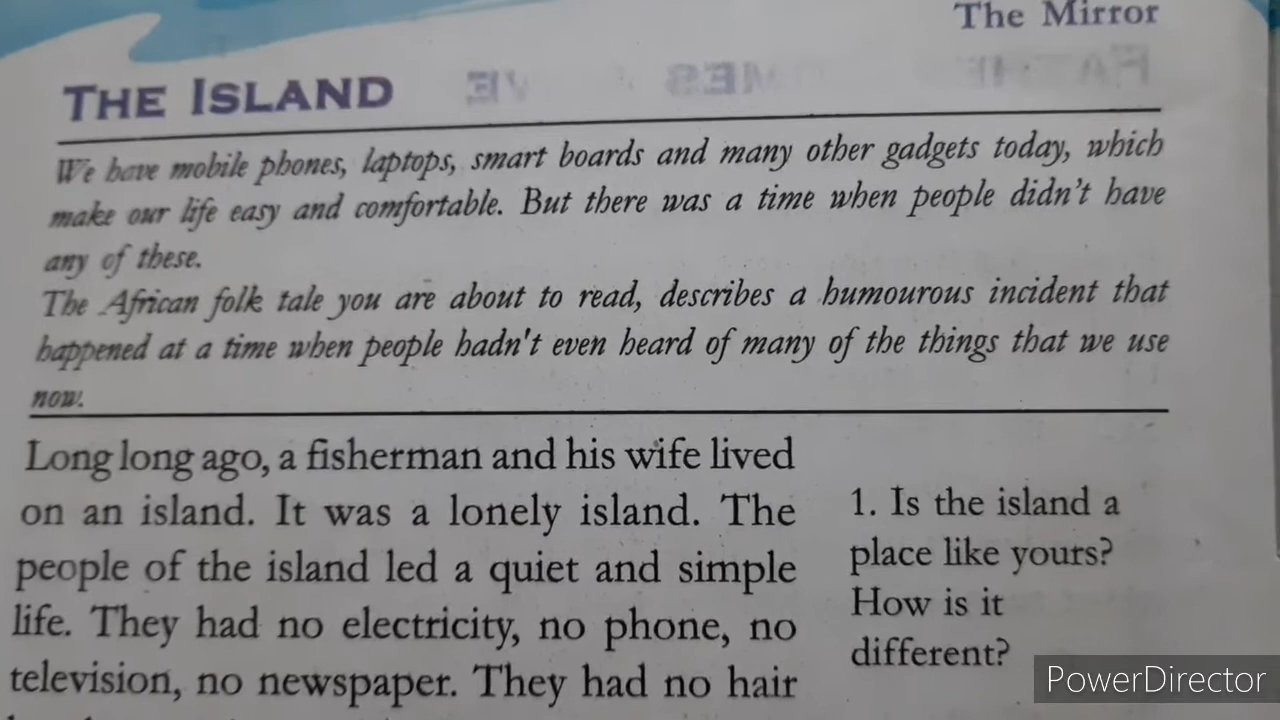 The Mirror
THE ISLAND
We have mobile phones, laptops, smart boards and many other gadgets today, which
make our life easy and comfortable. But there was a time when people didn't have
any of these.
The African folk tale you are about to read, describes a humourous incident that
happened at a time when people hadn't even heard of many of the things that we use
now.
Long long ago, a fisherman and his wife lived
on an island. It was a lonely island. The
people of the island led a quiet and simple
life. They had no electricity, no phone, no
television, no newspaper. They had no hair
1. Is the island a
place like yours?
How is it
different?
PowerDirector